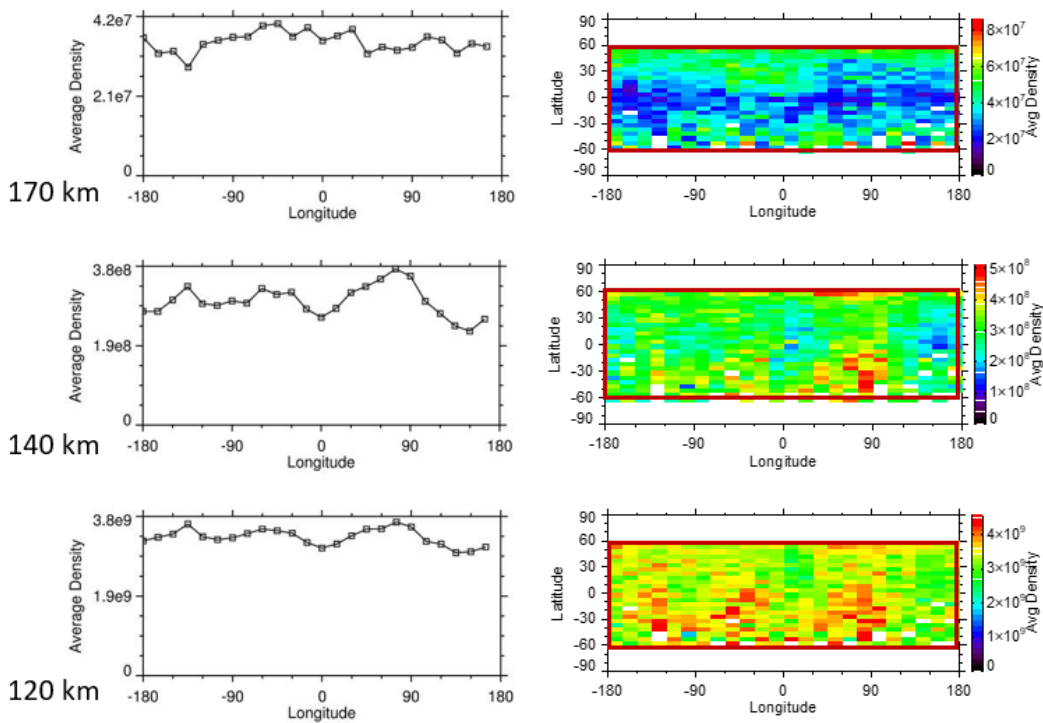 4.2e7
2.1e7
0
Average Density
-180 -90 0 90 180
Longitude
170 km
90
60
30
0
-30
-60
-90
Latitude
-180 -90 0 90 180
Longitude
8×10⁷
6×10⁷
4×10⁷
2×10⁷
0
Avg Density
3.8e8
1.9e8
0
Average Density
-180 -90 0 90 180
Longitude
140 km
90
60
30
0
-30
-60
-90
Latitude
-180 -90 0 90 180
Longitude
5×10⁸
4×10⁸
3×10⁸
2×10⁸
1×10⁸
0
Avg Density
3.8e9
1.9e9
0
Average Density
-180 -90 0 90 180
Longitude
120 km
90
60
30
0
-30
-60
-90
Latitude
-180 -90 0 90 180
Longitude
4×10⁹
3×10⁹
2×10⁹
1×10⁹
0
Avg Density